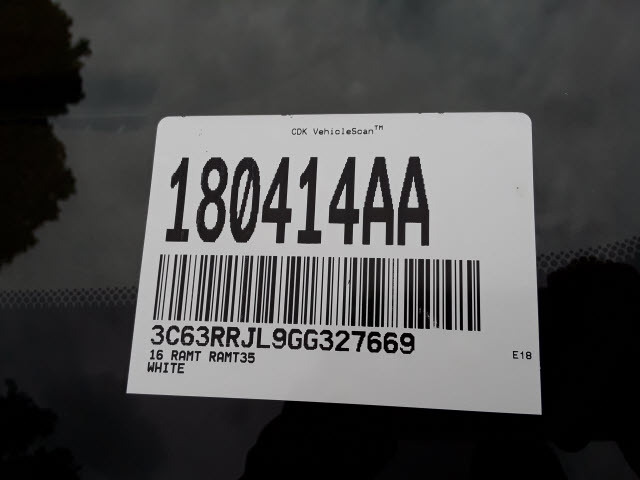 CDK VehicleScan™
180414AA
3C63RRJL9GG327669
16 RAMT RAMT35
E18
WHITE